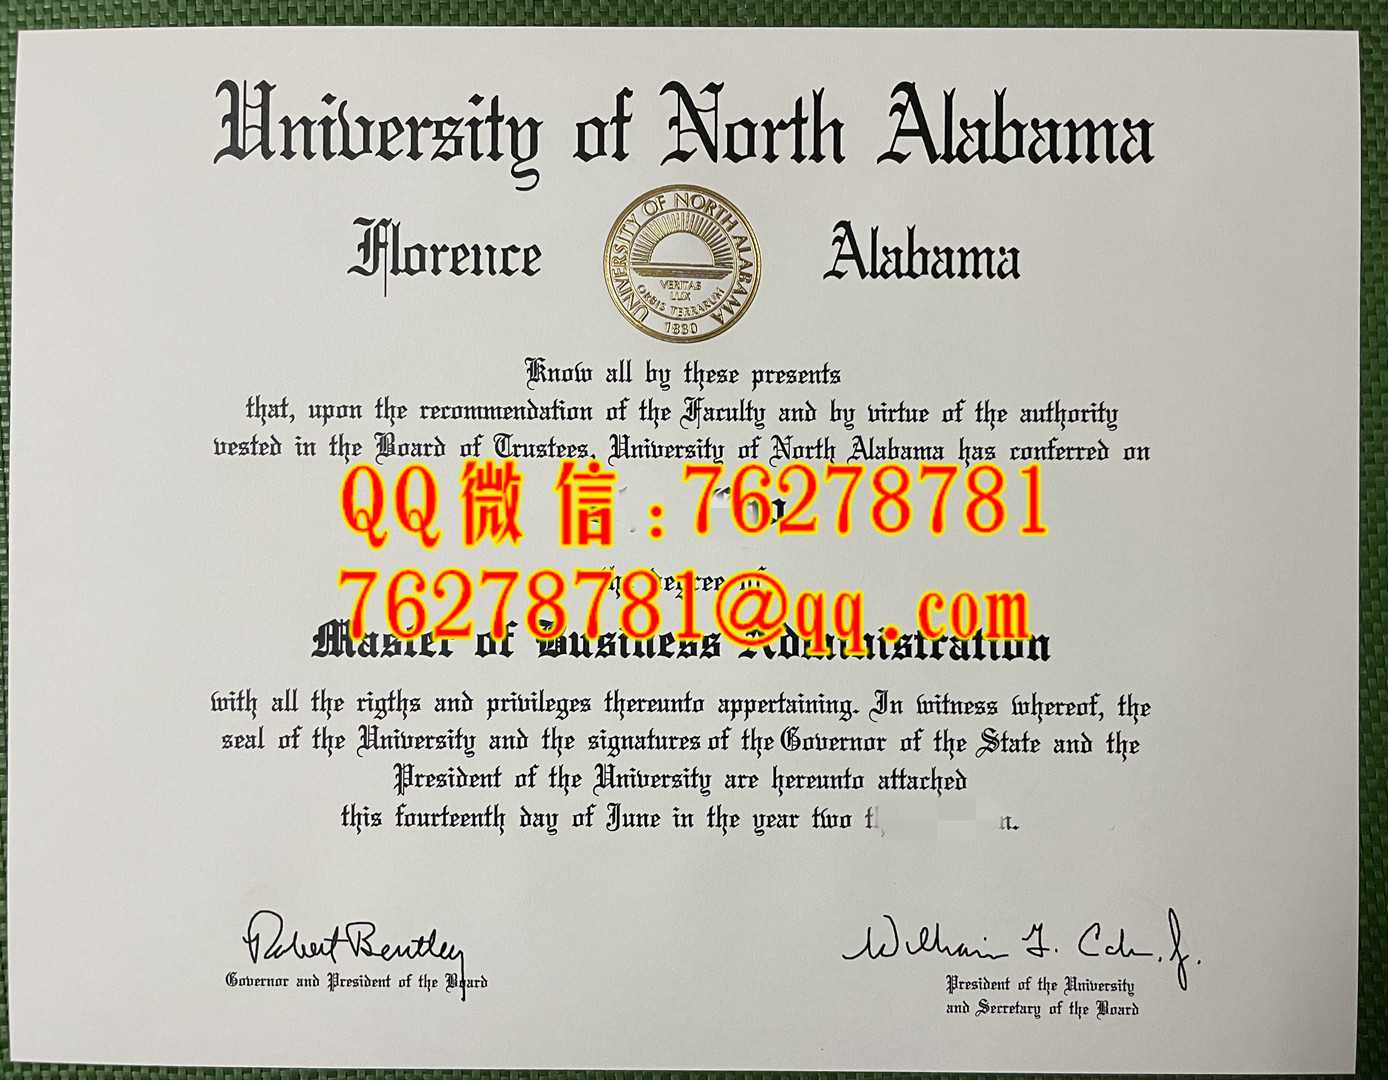 University of North Alabama
Florence
Alabama
UNIVERSITY OF NORTH ALABAMA
VERITAS
LUX
ORBIS TERRARUM
1830
Know all by these presents
that, upon the recommendation of the Faculty and by virtue of the authority
vested in the Board of Trustees, University of North Alabama has conferred on
QQ微信:76278781
the degree of
76278781@qq.com
Master of Business Administration
with all the rigths and privileges thereunto appertaining. In witness whereof, the
seal of the University and the signatures of the Governor of the State and the
President of the University are hereunto attached
this fourteenth day of June in the year two
Robert Bentley
Governor and President of the Board
William G. Cale, Jr.
President of the University
and Secretary of the Board